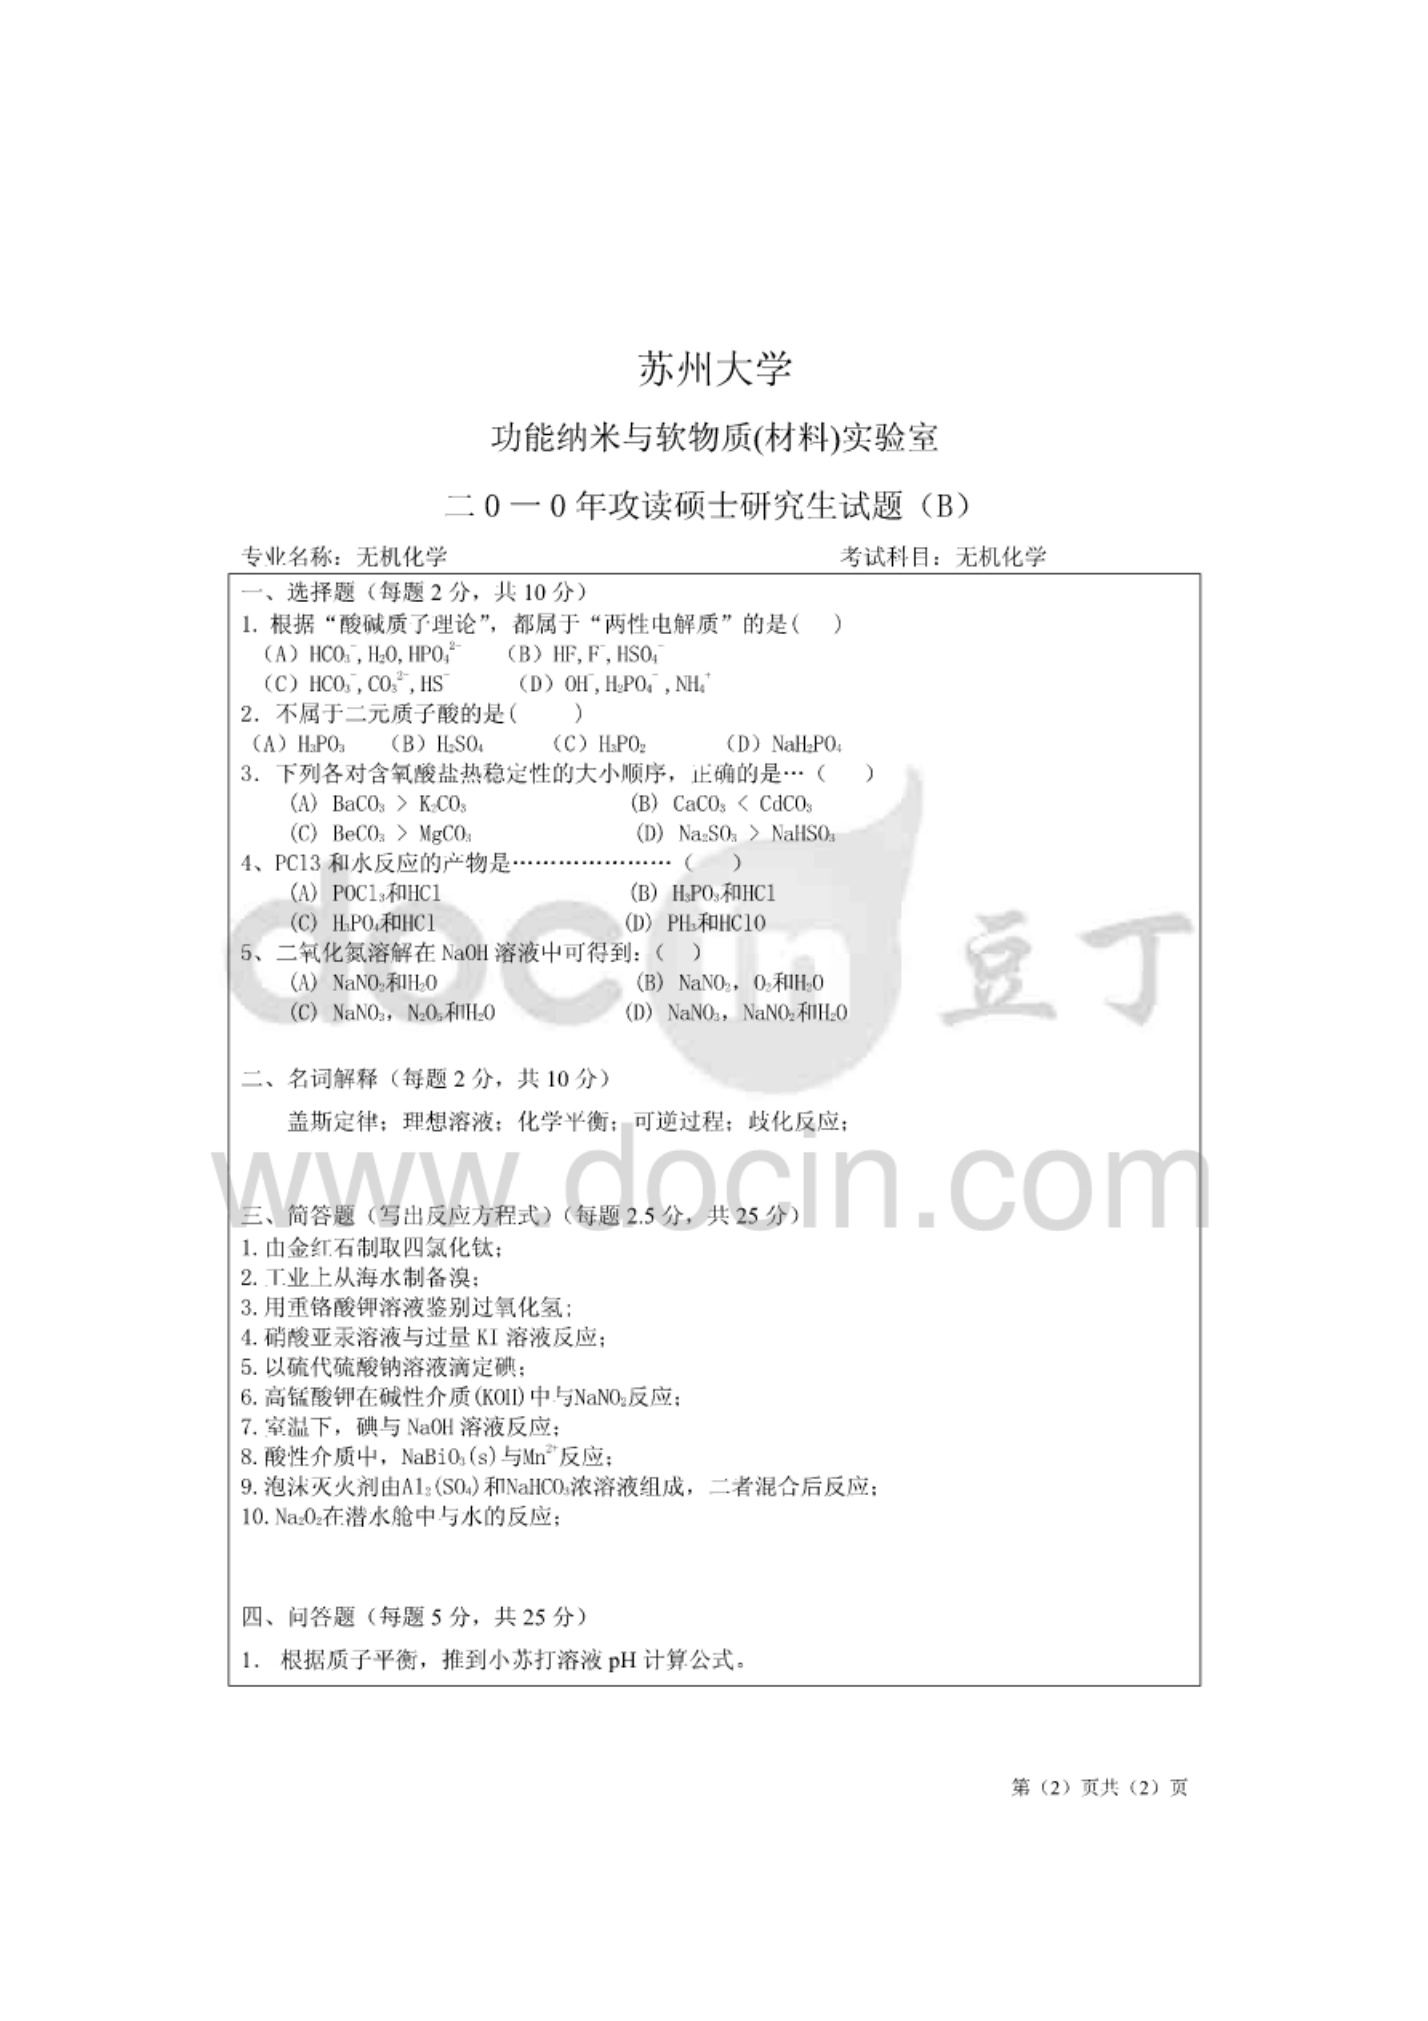 苏州大学
功能纳米与软物质(材料)实验室
二0一0年攻读硕士研究生试题（B）
专业名称：无机化学 考试科目：无机化学
一、选择题（每题2分，共10分）
1. 根据“酸碱质子理论”，都属于“两性电解质”的是( )
（A）HCO₃⁻,H₂O,HPO₄²⁻ （B）HF,F⁻,HSO₄⁻
（C）HCO₃⁻,CO₃²⁻,HS⁻ （D）OH⁻,H₂PO₄⁻,NH₄⁺
2. 不属于二元质子酸的是( )
（A）H₃PO₃ （B）H₂SO₄ （C）H₃PO₂ （D）NaH₂PO₄
3. 下列各对含氧酸盐热稳定性的大小顺序，正确的是…（ ）
(A) BaCO₃ > K₂CO₃ (B) CaCO₃ < CdCO₃
(C) BeCO₃ > MgCO₃ (D) Na₂SO₃ > NaHSO₃
4、PCl3和水反应的产物是…………………（ ）
(A) POCl₃和HCl (B) H₃PO₃和HCl
(C) H₃PO₄和HCl (D) PH₃和HClO
5、二氧化氮溶解在NaOH溶液中可得到：（ ）
(A) NaNO₂和H₂O (B) NaNO₂，O₂和H₂O
(C) NaNO₃，N₂O₅和H₂O (D) NaNO₃，NaNO₂和H₂O
二、名词解释（每题2分，共10分）
盖斯定律；理想溶液；化学平衡；可逆过程；歧化反应；
三、简答题（写出反应方程式）（每题2.5分，共25分）
1. 由金红石制取四氯化钛；
2. 工业上从海水制备溴；
3. 用重铬酸钾溶液鉴别过氧化氢；
4. 硝酸亚汞溶液与过量KI溶液反应；
5. 以硫代硫酸钠溶液滴定碘；
6. 高锰酸钾在碱性介质(KOH)中与NaNO₂反应；
7. 室温下，碘与NaOH溶液反应；
8. 酸性介质中，NaBiO₃(s)与Mn²⁺反应；
9. 泡沫灭火剂由Al₂(SO₄)和NaHCO₃浓溶液组成，二者混合后反应；
10. Na₂O₂在潜水舱中与水的反应；
四、问答题（每题5分，共25分）
1. 根据质子平衡，推到小苏打溶液pH计算公式。
第（2）页共（2）页
docin 豆丁
www.docin.com